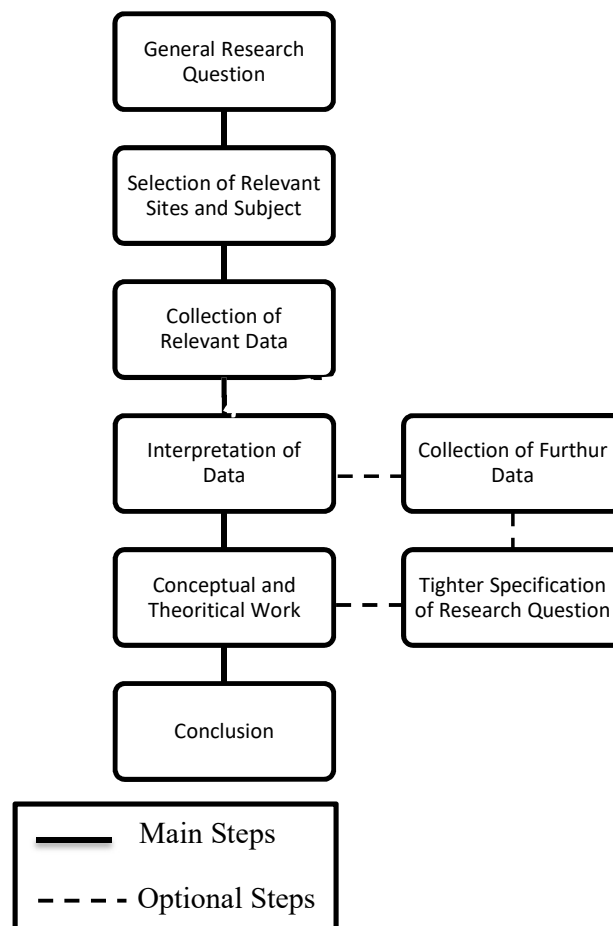 General Research
Question
Selection of Relevant
Sites and Subject
Collection of
Relevant Data
Interpretation of
Data
Collection of Furthur
Data
Conceptual and
Theoritical Work
Tighter Specification
of Research Question
Conclusion
Main Steps
Optional Steps